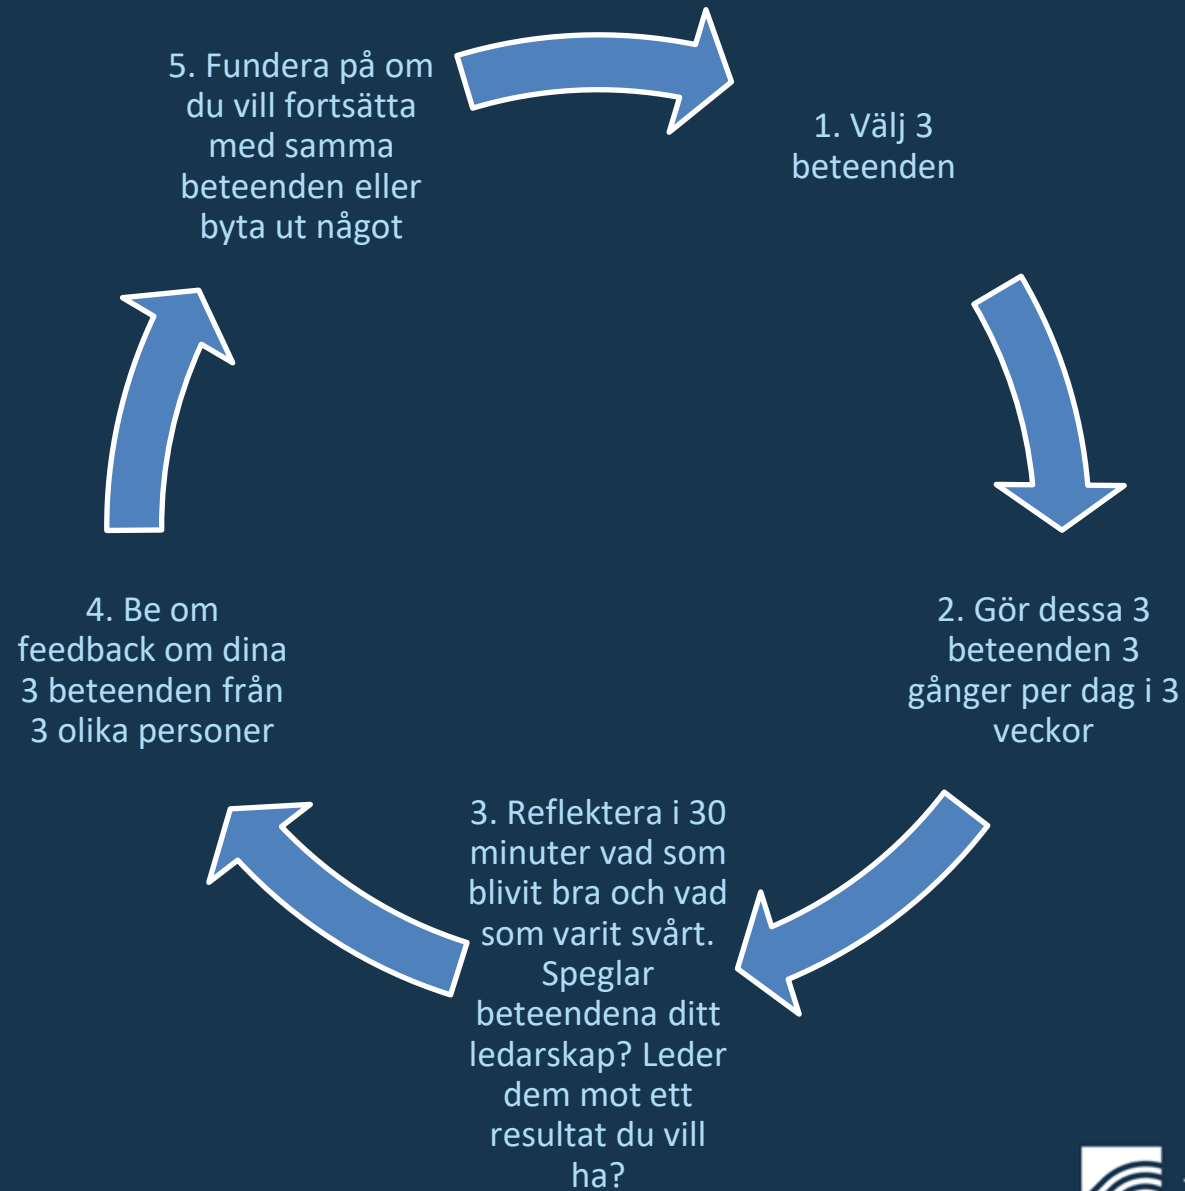 1. Välj 3
beteenden
2. Gör dessa 3
beteenden 3
gånger per dag i 3
veckor
3. Reflektera i 30
minuter vad som
blivit bra och vad
som varit svårt.
Speglar
beteendena ditt
ledarskap? Leder
dem mot ett
resultat du vill
ha?
4. Be om
feedback om dina
3 beteenden från
3 olika personer
5. Fundera på om
du vill fortsätta
med samma
beteenden eller
byta ut något